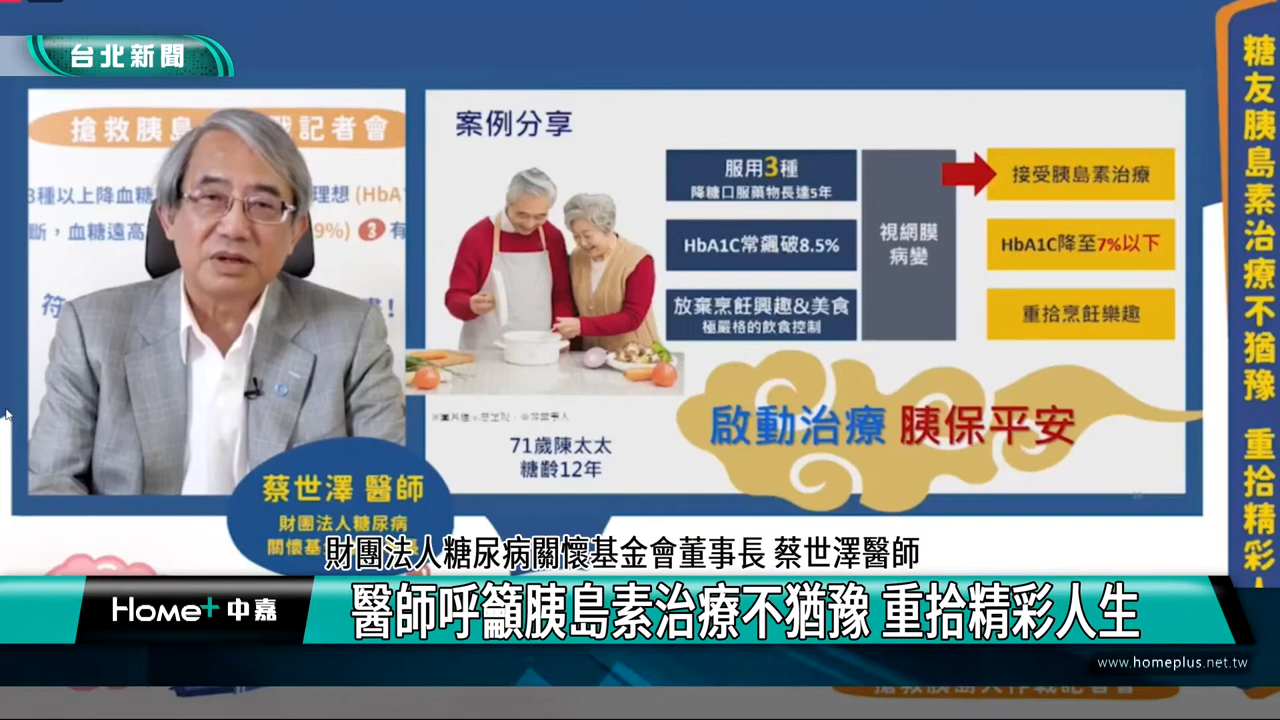 台北新聞
搶救胰島
戰記者會
3種以上降血糖
理想 (HbA
斷，血糖遠高
9%) 3 有
符
案例分享
服用3種
降糖口服藥物長達5年
HbA1C常飆破8.5%
放棄烹飪興趣&美食
極嚴格的飲食控制
視網膜
病變
接受胰島素治療
HbA1C降至7%以下
重拾烹飪樂趣
71歲陳太太
糖齡12年
啟動治療 胰保平安
蔡世澤 醫師
財團法人糖尿病
關懷基
長
糖友胰島素治療不猶豫 重拾精彩人
財團法人糖尿病關懷基金會董事長 蔡世澤醫師
Home+ 中嘉
醫師呼籲胰島素治療不猶豫 重拾精彩人生
www.homeplus.net.tw